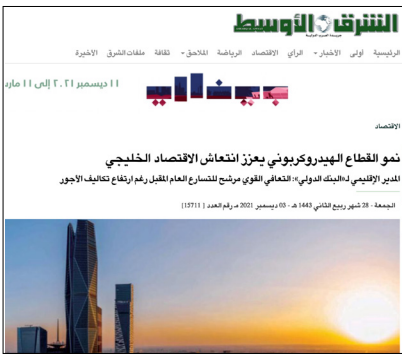 الشرق الأوسط
الرئيسية أولى الاخبار الرأي الاقتصاد الرياضة الملاحق ثقافة ملفات الشرق الأخيرة
١١ ديسمبر ٢٠٢١ إلى ١١ مارس
الاقتصاد
نمو القطاع الهيدروكربوني يعزز انتعاش الاقتصاد الخليجي
المدير الإقليمي لـ«البنك الدولي»: التعافي القوي مرشح للتسارع العام المقبل رغم ارتفاع تكاليف الأجور
الجمعة - 28 شهر ربيع الثاني 1443 هـ - 03 ديسمبر 2021 مـ رقم العدد [15711]